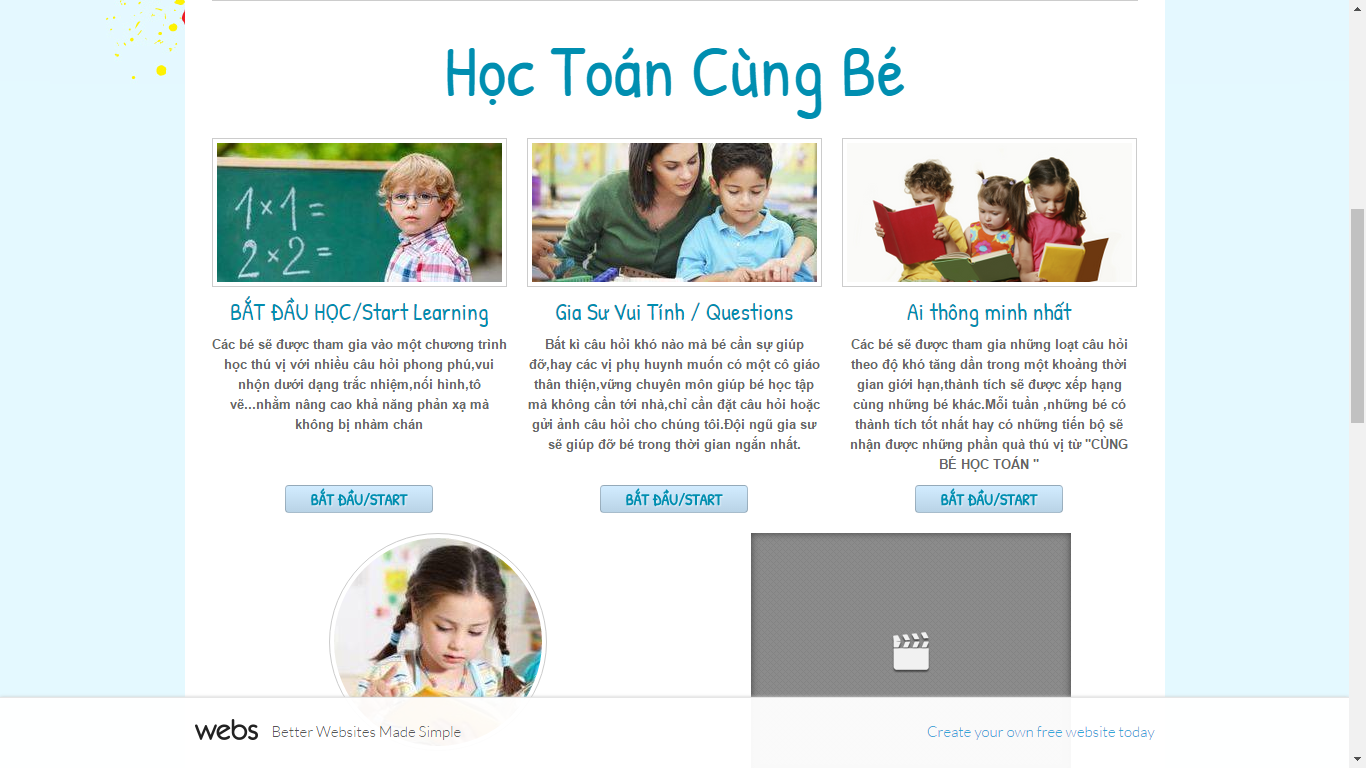 Học Toán Cùng Bé
1 x 1 =
2 x 2 =
BẮT ĐẦU HỌC/Start Learning
Các bé sẽ được tham gia vào một chương trình
học thú vị với nhiều câu hỏi phong phú,vui
nhộn dưới dạng trắc nhiệm,nối hình,tô
vẽ...nhằm nâng cao khả năng phản xạ mà
không bị nhàm chán
BẮT ĐẦU/START
Gia Sư Vui Tính / Questions
Bất kì câu hỏi khó nào mà bé cần sự giúp
đỡ,hay các vị phụ huynh muốn có một cô giáo
thân thiện,vững chuyên môn giúp bé học tập
mà không cần tới nhà,chỉ cần đặt câu hỏi hoặc
gửi ảnh câu hỏi cho chúng tôi.Đội ngũ gia sư
sẽ giúp đỡ bé trong thời gian ngắn nhất.
BẮT ĐẦU/START
Ai thông minh nhất
Các bé sẽ được tham gia những loạt câu hỏi
theo độ khó tăng dần trong một khoảng thời
gian giới hạn,thành tích sẽ được xếp hạng
cùng những bé khác.Mỗi tuần ,những bé có
thành tích tốt nhất hay có những tiến bộ sẽ
nhận được những phần quà thú vị từ "CÙNG
BÉ HỌC TOÁN "
BẮT ĐẦU/START
webs Better Websites Made Simple
Create your own free website today